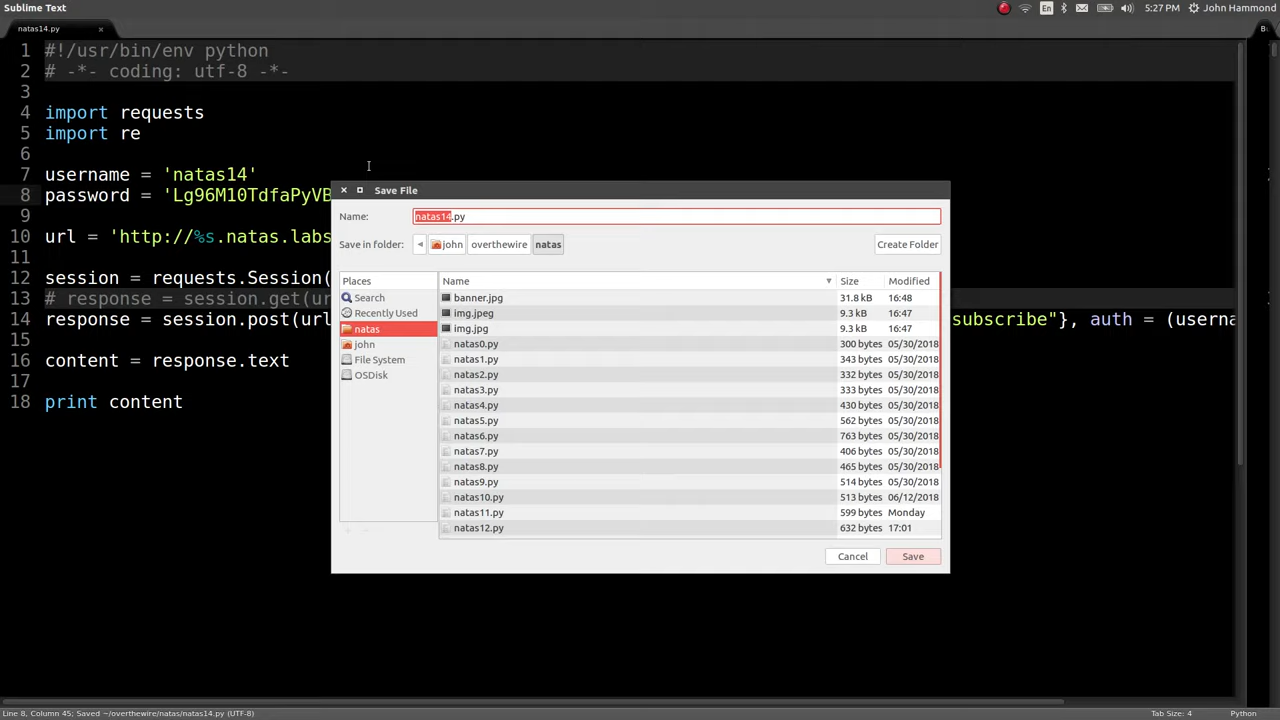 Sublime Text
En
5:27 PM
John Hammond
natas14.py
1 #!/usr/bin/env python
2 # -*- coding: utf-8 -*-
3
4 import requests
5 import re
6
7 username = 'natas14'
8 password = 'Lg96M10TdfaPyVB
9
10 url = 'http://%s.natas.labs
11
12 session = requests.Session(
13 # response = session.get(ur
14 response = session.post(url subscribe"}, auth = (userna
15
16 content = response.text
17
18 print content
Save File
Name: natas14.py
Save in folder: john overthewire natas Create Folder
Places Name Size Modified
Search banner.jpg 31.8 kB 16:48
Recently Used img.jpeg 9.3 kB 16:47
natas img.jpg 9.3 kB 16:47
john natas0.py 300 bytes 05/30/2018
File System natas1.py 343 bytes 05/30/2018
OSDisk natas2.py 332 bytes 05/30/2018
natas3.py 333 bytes 05/30/2018
natas4.py 430 bytes 05/30/2018
natas5.py 562 bytes 05/30/2018
natas6.py 763 bytes 05/30/2018
natas7.py 406 bytes 05/30/2018
natas8.py 465 bytes 05/30/2018
natas9.py 514 bytes 05/30/2018
natas10.py 513 bytes 06/12/2018
natas11.py 599 bytes Monday
natas12.py 632 bytes 17:01
Cancel Save
Line 8, Column 45; Saved ~/overthewire/natas/natas14.py (UTF-8)
Tab Size: 4
Python